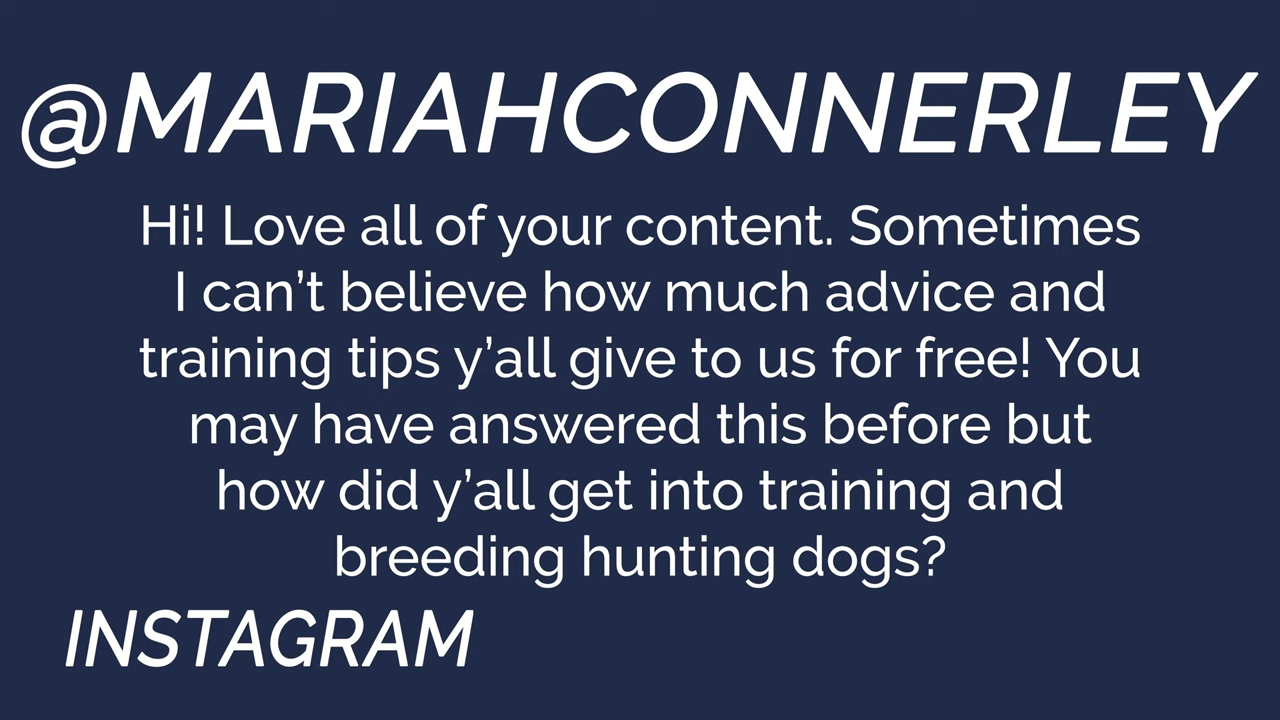 @MARIAHCONNERLEY
Hi! Love all of your content. Sometimes
I can’t believe how much advice and
training tips y’all give to us for free! You
may have answered this before but
how did y’all get into training and
breeding hunting dogs?
INSTAGRAM